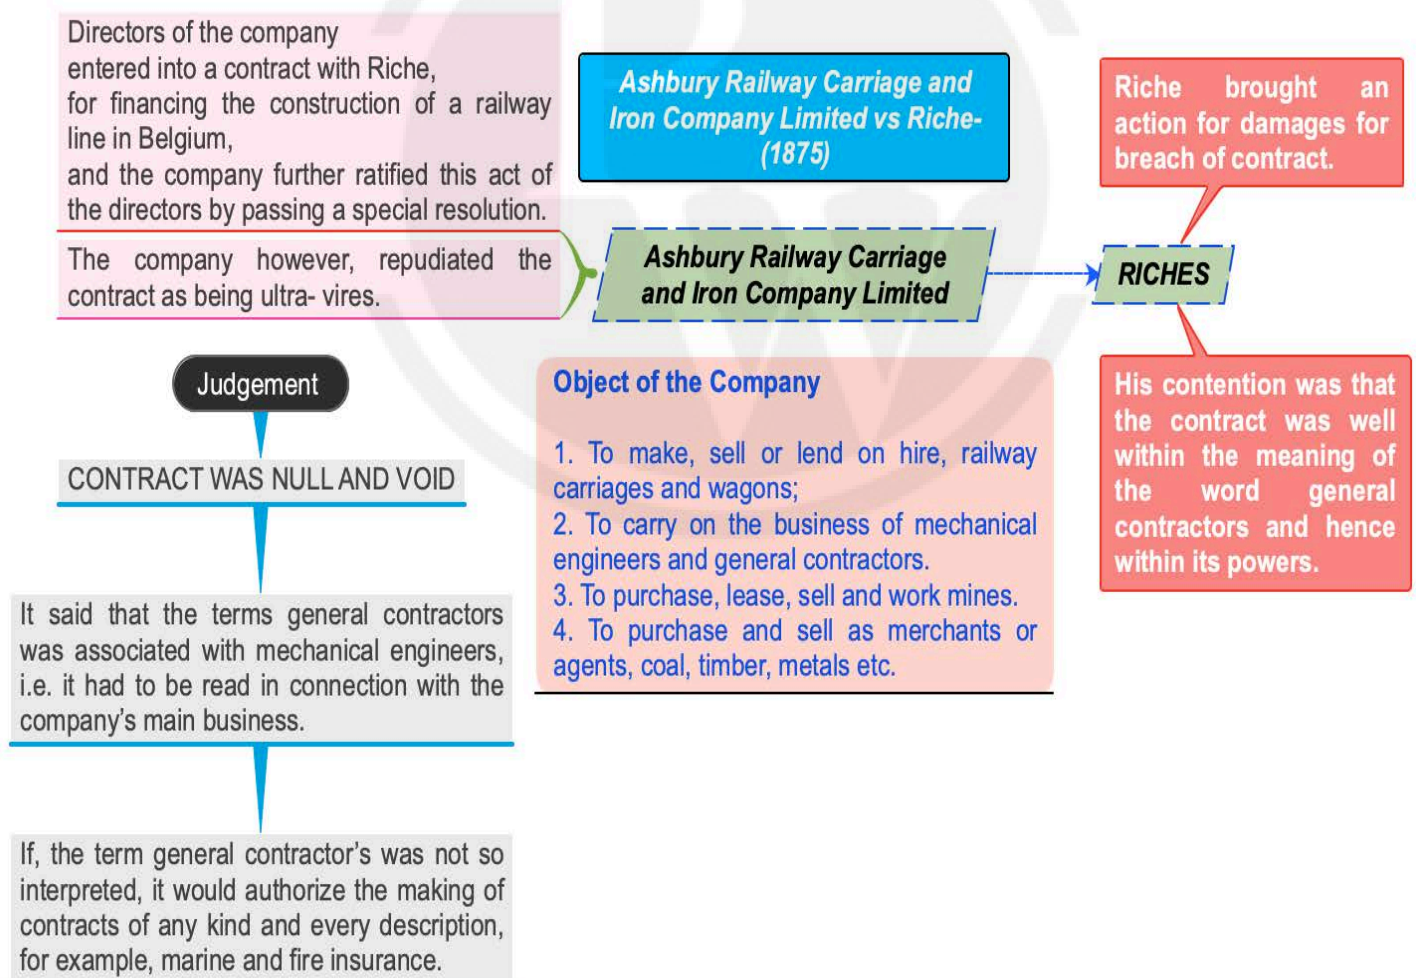 Directors of the company
entered into a contract with Riche,
for financing the construction of a railway
line in Belgium,
and the company further ratified this act of
the directors by passing a special resolution.
The company however, repudiated the
contract as being ultra- vires.
Ashbury Railway Carriage and
Iron Company Limited vs Riche-
(1875)
Ashbury Railway Carriage
and Iron Company Limited
Riche brought an
action for damages for
breach of contract.
RICHES
His contention was that
the contract was well
within the meaning of
the word general
contractors and hence
within its powers.
Object of the Company
1. To make, sell or lend on hire, railway
carriages and wagons;
2. To carry on the business of mechanical
engineers and general contractors.
3. To purchase, lease, sell and work mines.
4. To purchase and sell as merchants or
agents, coal, timber, metals etc.
Judgement
CONTRACT WAS NULL AND VOID
It said that the terms general contractors
was associated with mechanical engineers,
i.e. it had to be read in connection with the
company's main business.
If, the term general contractor's was not so
interpreted, it would authorize the making of
contracts of any kind and every description,
for example, marine and fire insurance.